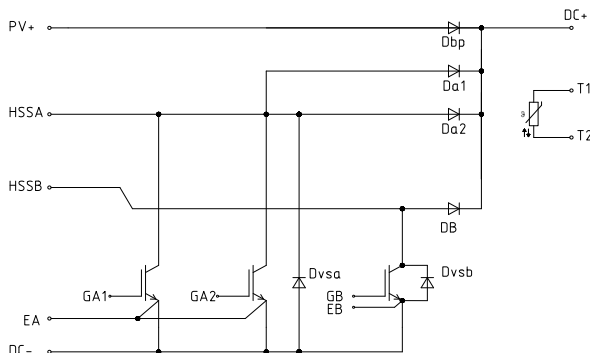 PV+
DC+
Dbp
Da1
T1
HSSA
Da2
T2
HSSB
DB
Dvsa
Dvsb
GA1
GA2
GB
EB
EA
DC-